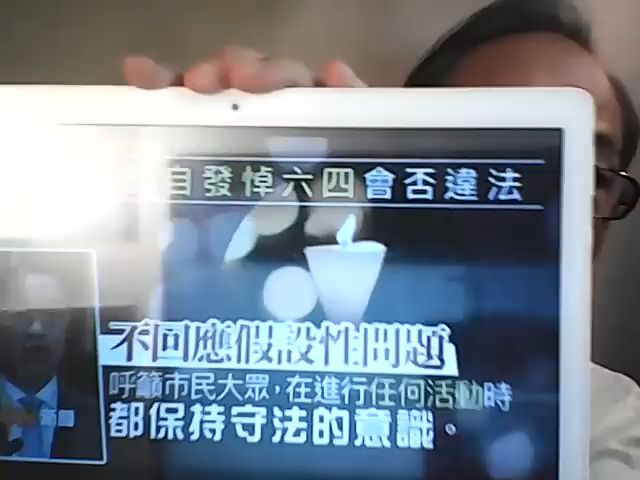 自發悼六四會否違法
不回應假設性問題
呼籲市民大眾，在進行任何活動時
都保持守法的意識。